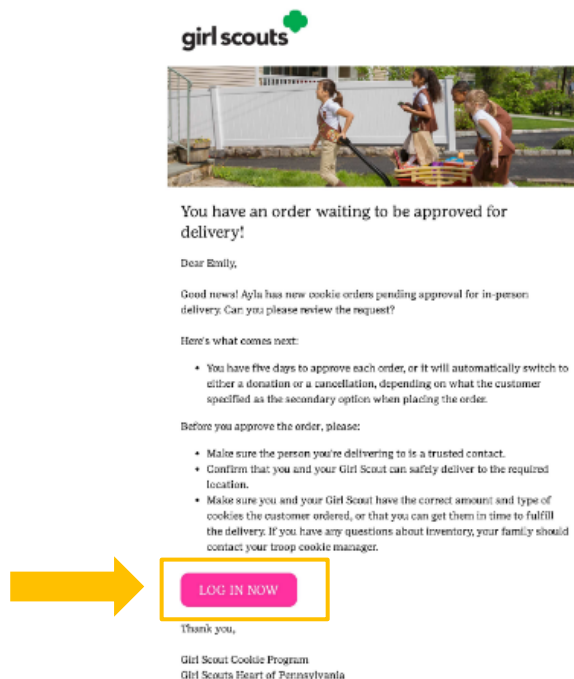 girl scouts
You have an order waiting to be approved for
delivery!
Dear Emily,
Good news! Ayla has new cookie orders pending approval for in-person
delivery. Can you please review the request?
Here's what comes next:
• You have five days to approve each order, or it will automatically switch to
either a donation or a cancellation, depending on what the customer
specified as the secondary option when placing the order.
Before you approve the order, please:
• Make sure the person you're delivering to is a trusted contact.
• Confirm that you and your Girl Scout can safely deliver to the required
location.
• Make sure you and your Girl Scout have the correct amount and type of
cookies the customer ordered, or that you can get them in time to fulfill
the delivery. If you have any questions about inventory, your family should
contact your troop cookie manager.
LOG IN NOW
Thank you,
Girl Scout Cookie Program
Girl Scouts Heart of Pennsylvania